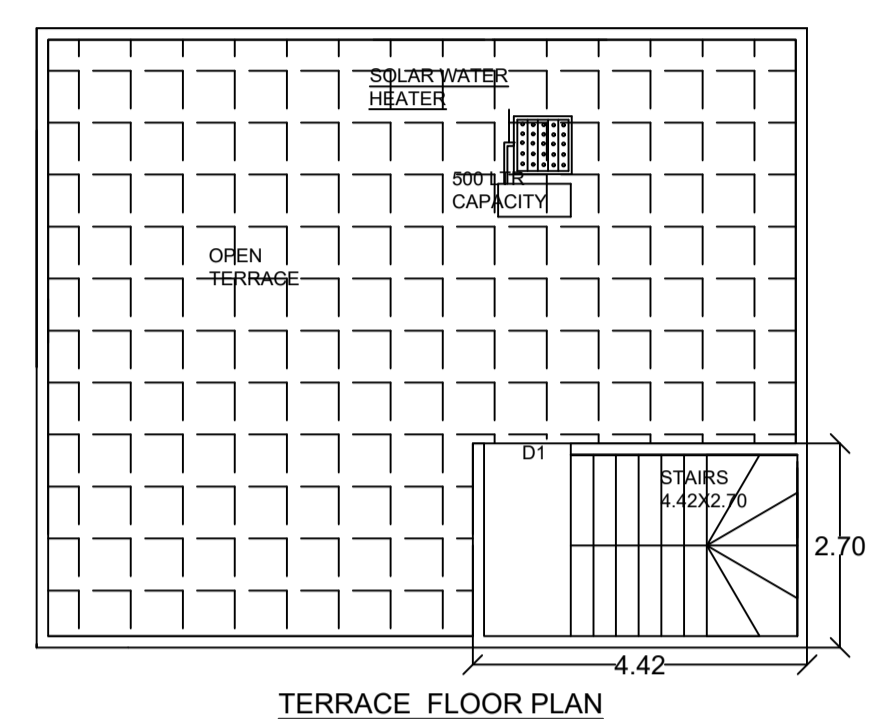 SOLAR WATER
HEATER
500 LTR
CAPACITY
OPEN
TERRACE
D1
STAIRS
4.42X2.70
2.70
4.42
TERRACE FLOOR PLAN